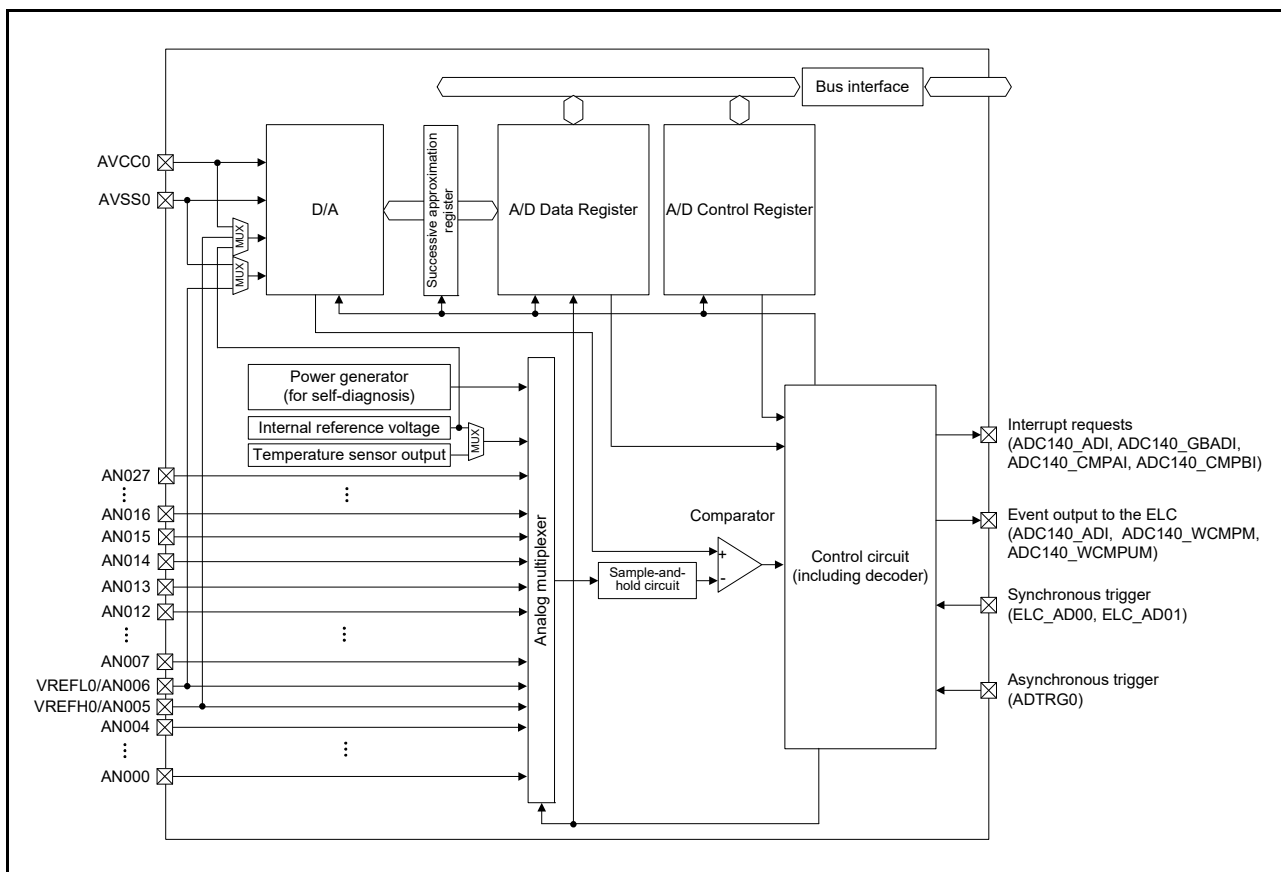 Bus interface
AVCC0
AVSS0
MUX
MUX
D/A
Successive approximation
register
A/D Data Register
A/D Control Register
Power generator
(for self-diagnosis)
Internal reference voltage
Temperature sensor output
MUX
AN027
AN016
AN015
AN014
AN013
AN012
AN007
VREFL0/AN006
VREFH0/AN005
AN004
AN000
Analog multiplexer
Sample-and-
hold circuit
Comparator
+
-
Control circuit
(including decoder)
Interrupt requests
(ADC140_ADI, ADC140_GBADI,
ADC140_CMPAI, ADC140_CMPBI)
Event output to the ELC
(ADC140_ADI, ADC140_WCMPM,
ADC140_WCMPUM)
Synchronous trigger
(ELC_AD00, ELC_AD01)
Asynchronous trigger
(ADTRG0)